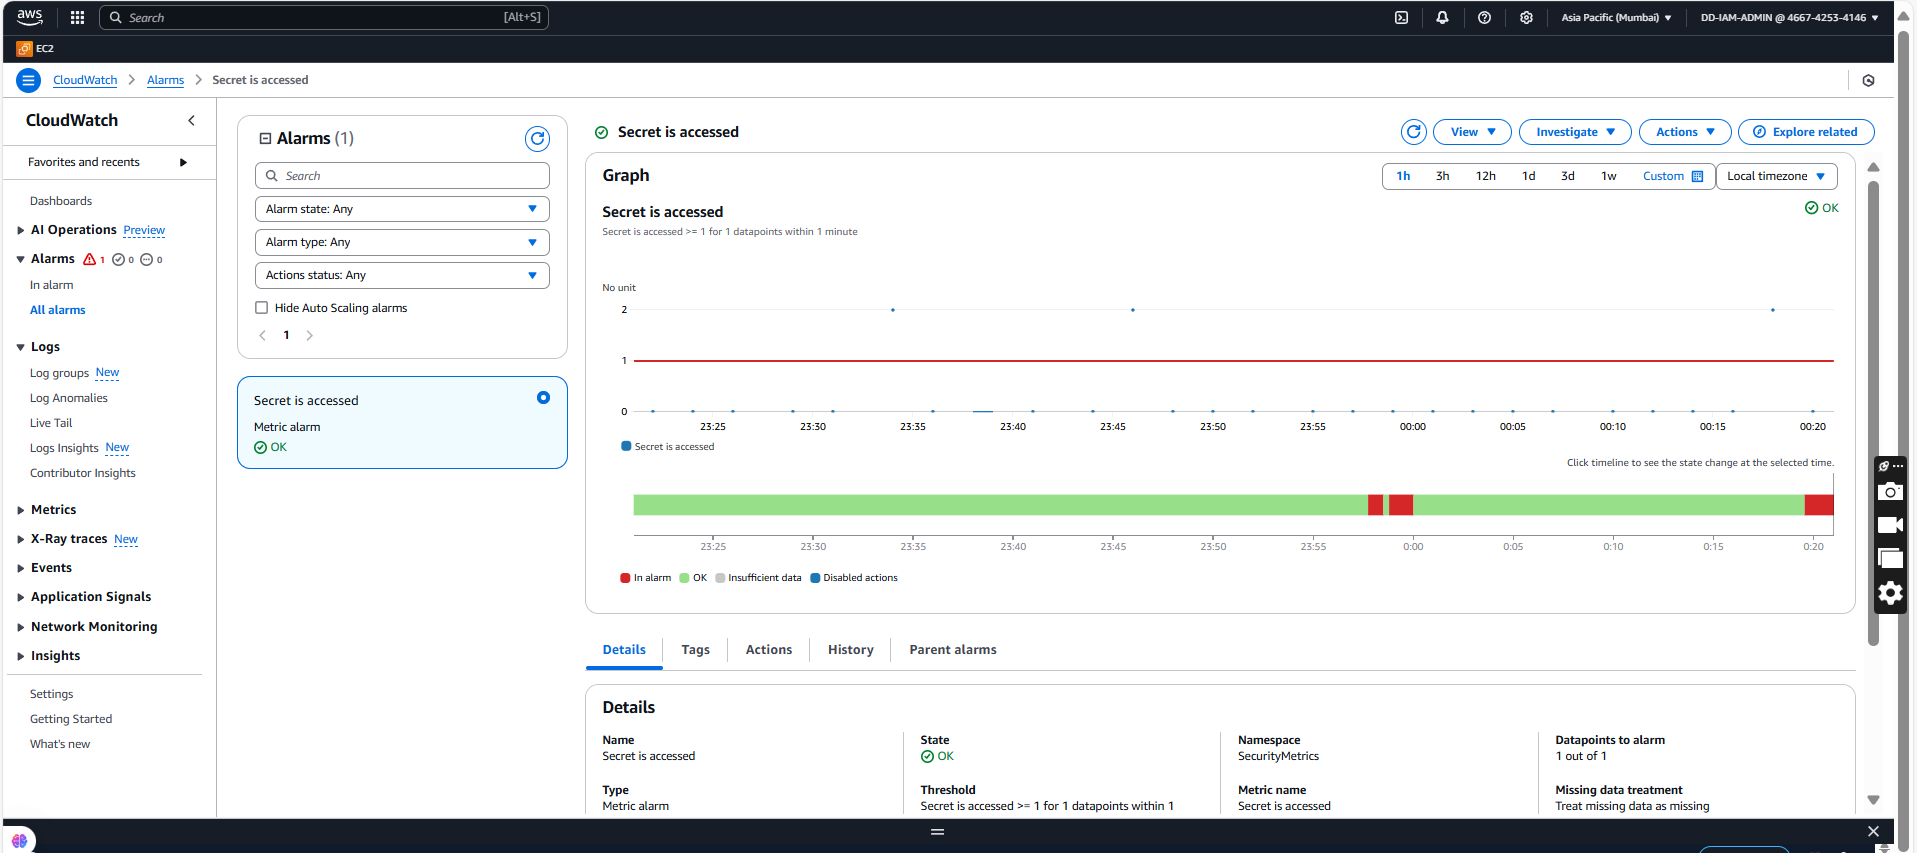 aws
Search [Alt+S]
Asia Pacific (Mumbai)
DD-IAM-ADMIN @ 4667-4253-4146
EC2
CloudWatch > Alarms > Secret is accessed
CloudWatch
Favorites and recents
Dashboards
AI Operations Preview
Alarms 1 0 0
In alarm
All alarms
Logs
Log groups New
Log Anomalies
Live Tail
Logs Insights New
Contributor Insights
Metrics
X-Ray traces New
Events
Application Signals
Network Monitoring
Insights
Settings
Getting Started
What's new
Alarms (1)
Search
Alarm state: Any
Alarm type: Any
Actions status: Any
Hide Auto Scaling alarms
1
Secret is accessed
Metric alarm
OK
Secret is accessed
View
Investigate
Actions
Explore related
Graph
1h 3h 12h 1d 3d 1w Custom Local timezone
Secret is accessed
OK
Secret is accessed >= 1 for 1 datapoints within 1 minute
No unit
2
1
0
23:25 23:30 23:35 23:40 23:45 23:50 23:55 00:00 00:05 00:10 00:15 00:20
Secret is accessed
Click timeline to see the state change at the selected time.
23:25 23:30 23:35 23:40 23:45 23:50 23:55 0:00 0:05 0:10 0:15 0:20
In alarm OK Insufficient data Disabled actions
Details Tags Actions History Parent alarms
Details
Name
Secret is accessed
Type
Metric alarm
State
OK
Threshold
Secret is accessed >= 1 for 1 datapoints within 1
Namespace
SecurityMetrics
Metric name
Secret is accessed
Datapoints to alarm
1 out of 1
Missing data treatment
Treat missing data as missing